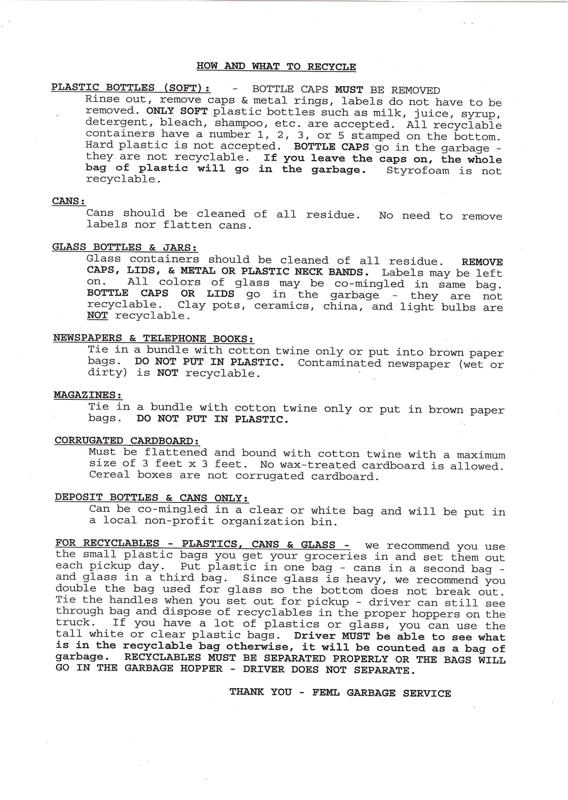 HOW AND WHAT TO RECYCLE
PLASTIC BOTTLES (SOFT): - BOTTLE CAPS MUST BE REMOVED
Rinse out, remove caps & metal rings, labels do not have to be
removed. ONLY SOFT plastic bottles such as milk, juice, syrup,
detergent, bleach, shampoo, etc. are accepted. All recyclable
containers have a number 1, 2, 3, or 5 stamped on the bottom.
Hard plastic is not accepted. BOTTLE CAPS go in the garbage -
they are not recyclable. If you leave the caps on, the whole
bag of plastic will go in the garbage. Styrofoam is not
recyclable.
CANS:
Cans should be cleaned of all residue. No need to remove
labels nor flatten cans.
GLASS BOTTLES & JARS:
Glass containers should be cleaned of all residue. REMOVE
CAPS, LIDS, & METAL OR PLASTIC NECK BANDS. Labels may be left
on. All colors of glass may be co-mingled in same bag.
BOTTLE CAPS OR LIDS go in the garbage - they are not
recyclable. Clay pots, ceramics, china, and light bulbs are
NOT recyclable.
NEWSPAPERS & TELEPHONE BOOKS:
Tie in a bundle with cotton twine only or put into brown paper
bags. DO NOT PUT IN PLASTIC. Contaminated newspaper (wet or
dirty) is NOT recyclable.
MAGAZINES:
Tie in a bundle with cotton twine only or put in brown paper
bags. DO NOT PUT IN PLASTIC.
CORRUGATED CARDBOARD:
Must be flattened and bound with cotton twine with a maximum
size of 3 feet x 3 feet. No wax-treated cardboard is allowed.
Cereal boxes are not corrugated cardboard.
DEPOSIT BOTTLES & CANS ONLY:
Can be co-mingled in a clear or white bag and will be put in
a local non-profit organization bin.
FOR RECYCLABLES - PLASTICS, CANS & GLASS - we recommend you use
the small plastic bags you get your groceries in and set them out
each pickup day. Put plastic in one bag - cans in a second bag -
and glass in a third bag. Since glass is heavy, we recommend you
double the bag used for glass so the bottom does not break out.
Tie the handles when you set out for pickup - driver can still see
through bag and dispose of recyclables in the proper hoppers on the
truck. If you have a lot of plastics or glass, you can use the
tall white or clear plastic bags. Driver MUST be able to see what
is in the recyclable bag otherwise, it will be counted as a bag of
garbage. RECYCLABLES MUST BE SEPARATED PROPERLY OR THE BAGS WILL
GO IN THE GARBAGE HOPPER - DRIVER DOES NOT SEPARATE.
THANK YOU - FEML GARBAGE SERVICE